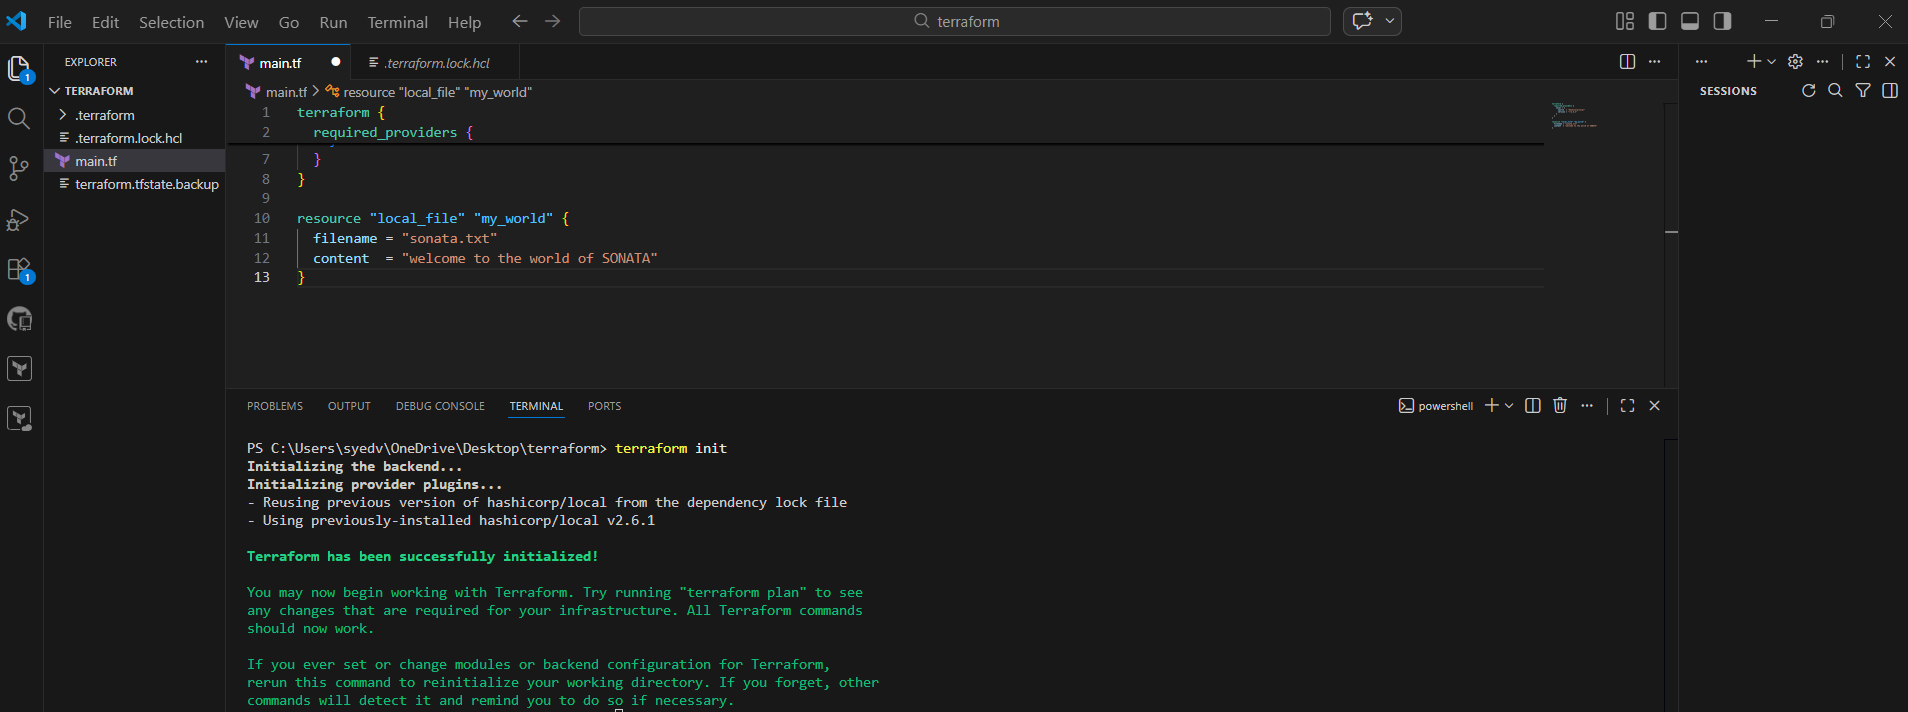 File Edit Selection View Go Run Terminal Help
terraform
EXPLORER
TERRAFORM
.terraform
.terraform.lock.hcl
main.tf
terraform.tfstate.backup
1
1
main.tf
.terraform.lock.hcl
main.tf > resource "local_file" "my_world"
1 terraform {
2 required_providers {
7 }
8 }
9
10 resource "local_file" "my_world" {
11 filename = "sonata.txt"
12 content = "welcome to the world of SONATA"
13 }
SESSIONS
PROBLEMS OUTPUT DEBUG CONSOLE TERMINAL PORTS
powershell
PS C:\Users\syedv\OneDrive\Desktop\terraform> terraform init
Initializing the backend...
Initializing provider plugins...
- Reusing previous version of hashicorp/local from the dependency lock file
- Using previously-installed hashicorp/local v2.6.1
Terraform has been successfully initialized!
You may now begin working with Terraform. Try running "terraform plan" to see
any changes that are required for your infrastructure. All Terraform commands
should now work.
If you ever set or change modules or backend configuration for Terraform,
rerun this command to reinitialize your working directory. If you forget, other
commands will detect it and remind you to do so if necessary.